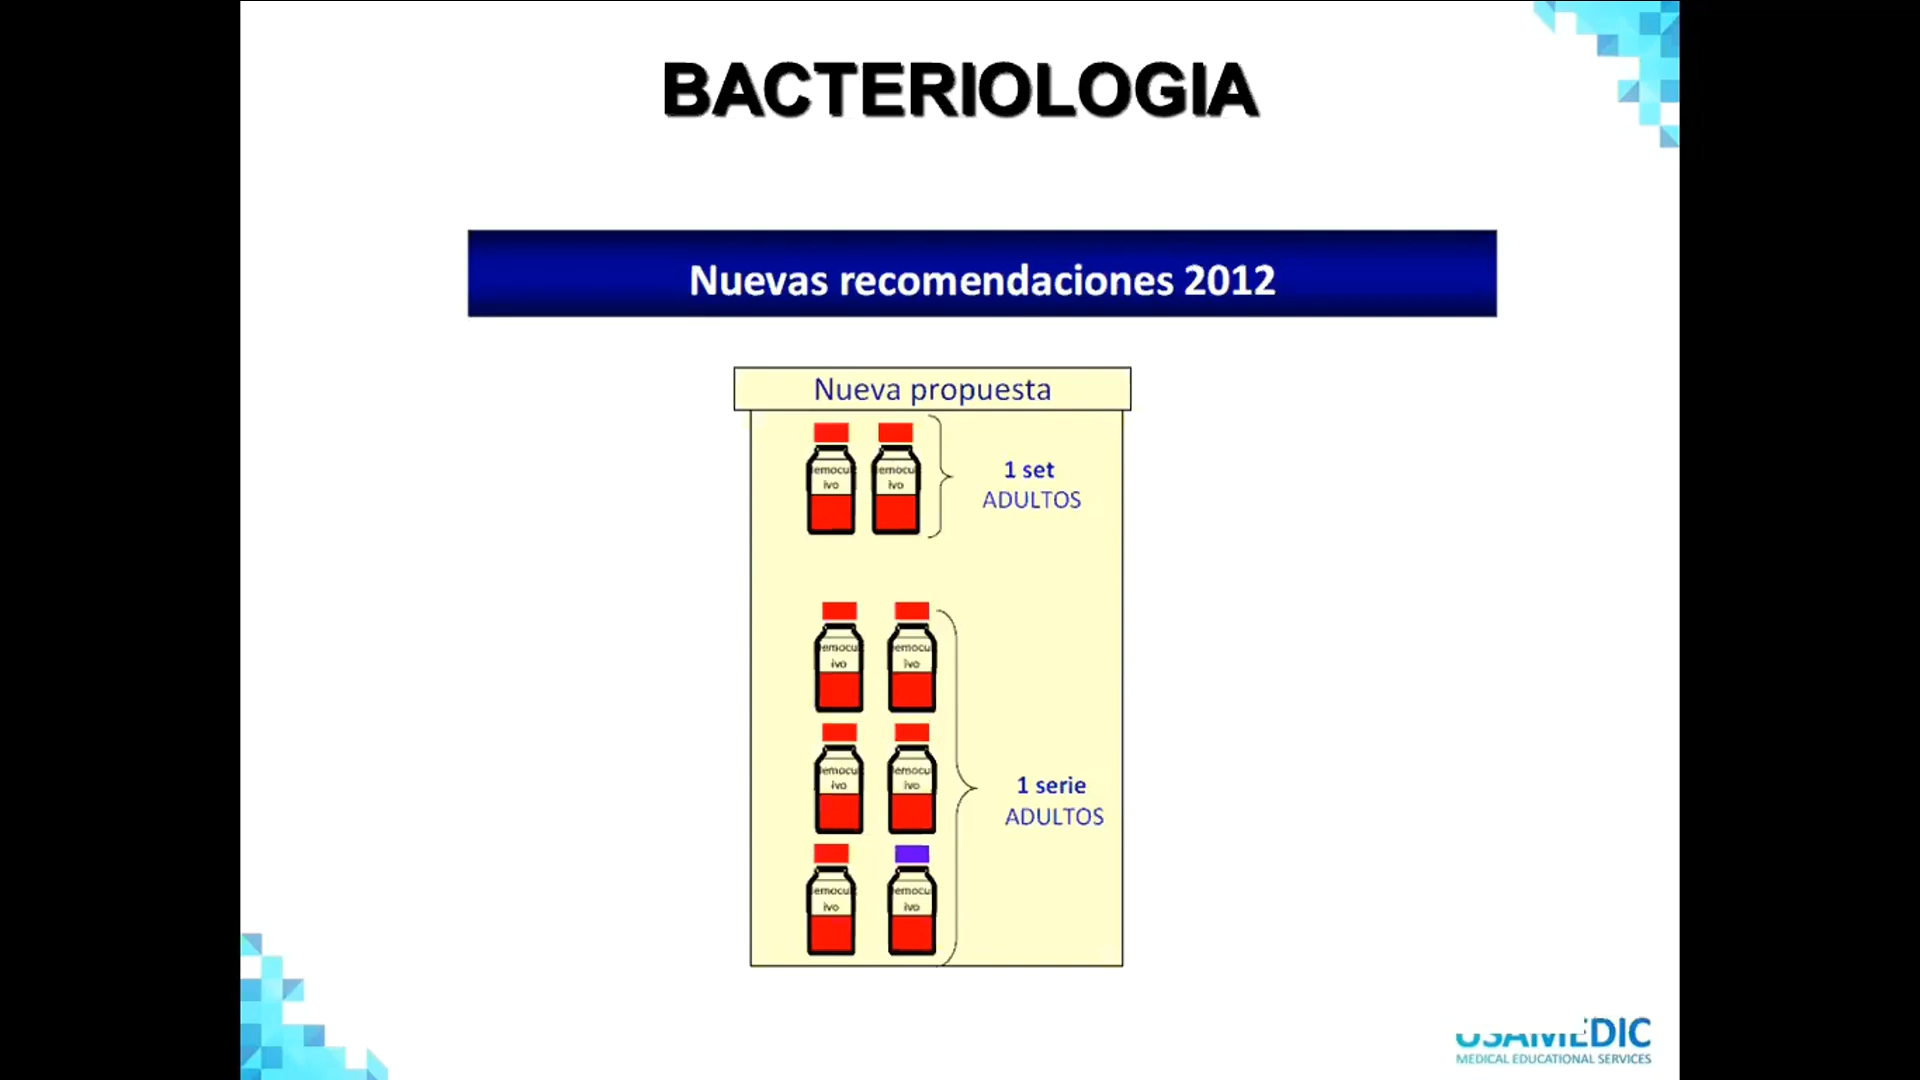 BACTERIOLOGIA
Nuevas recomendaciones 2012
Nueva propuesta
emocu emocu
ivo ivo
1 set
ADULTOS
emocu emocu
ivo ivo
emocu emocu
ivo ivo
1 serie
ADULTOS
emocu emocu
ivo ivo
USAMEDIC
MEDICAL EDUCATIONAL SERVICES